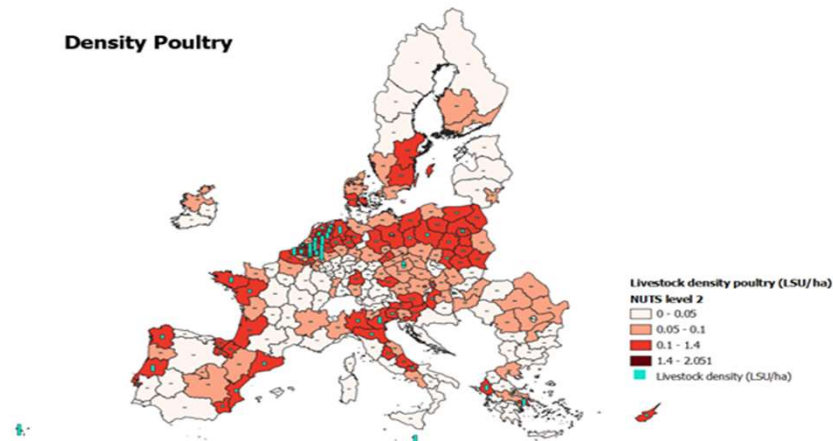 Density Poultry
Livestock density poultry (LSU/ha)
NUTS level 2
0 - 0.05
0.05 - 0.1
0.1 - 1.4
1.4 - 2.051
Livestock density (LSU/ha)